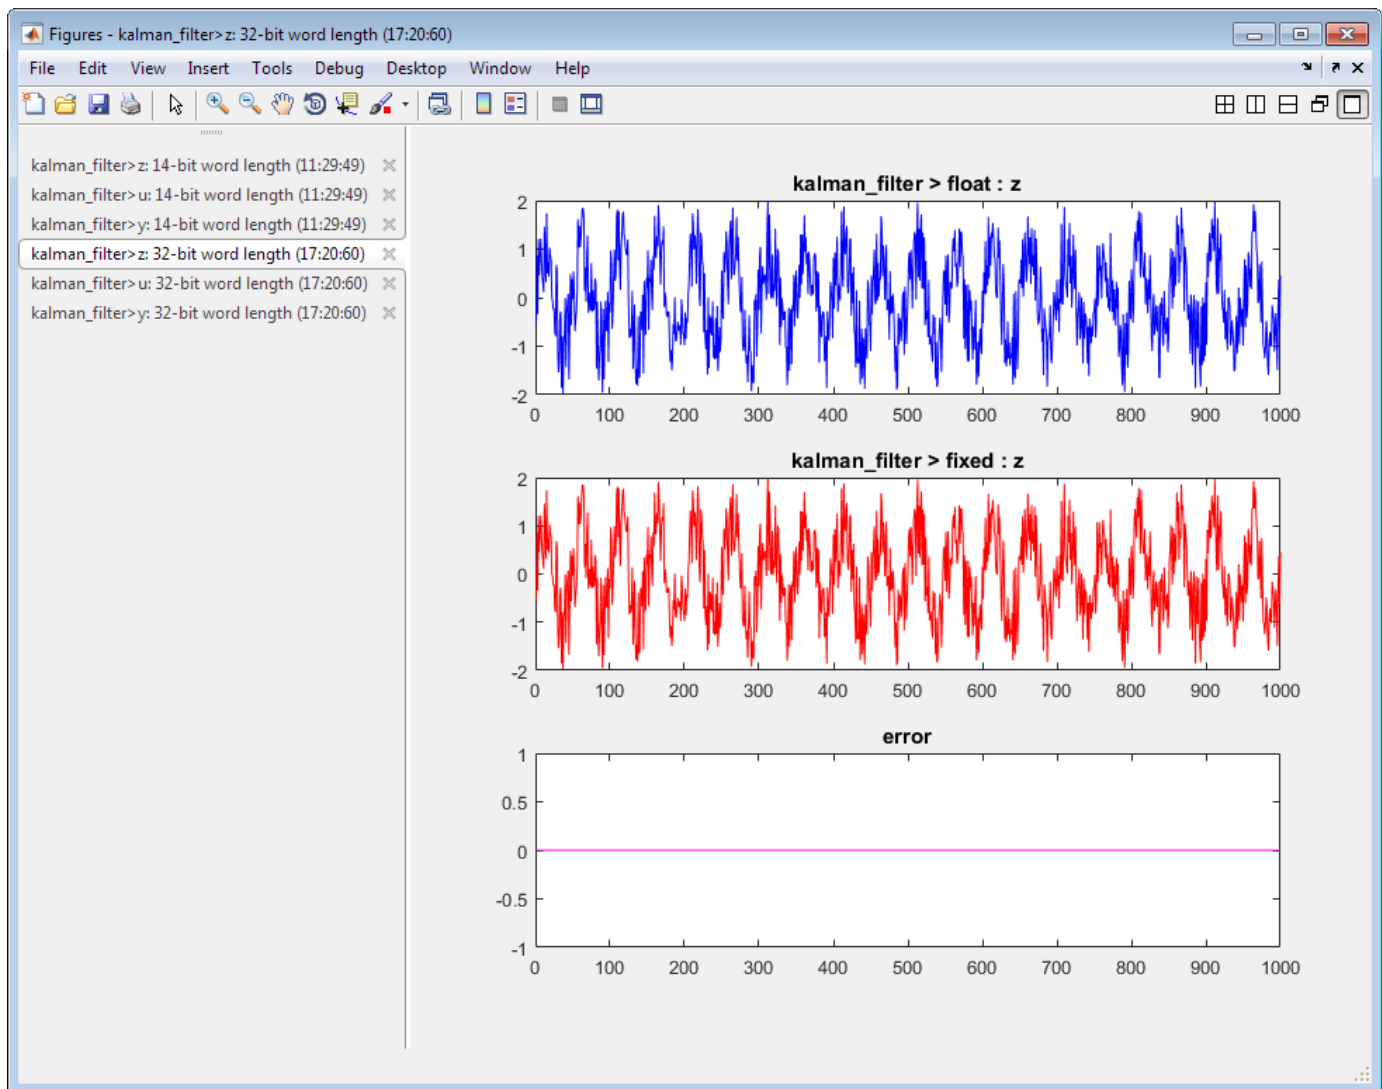 Figures - kalman_filter>z: 32-bit word length (17:20:60)
File Edit View Insert Tools Debug Desktop Window Help
kalman_filter>z: 14-bit word length (11:29:49)
kalman_filter>u: 14-bit word length (11:29:49)
kalman_filter>y: 14-bit word length (11:29:49)
kalman_filter>z: 32-bit word length (17:20:60)
kalman_filter>u: 32-bit word length (17:20:60)
kalman_filter>y: 32-bit word length (17:20:60)
kalman_filter > float : z
2
1
0
-1
-2
0 100 200 300 400 500 600 700 800 900 1000
kalman_filter > fixed : z
2
1
0
-1
-2
0 100 200 300 400 500 600 700 800 900 1000
error
1
0.5
0
-0.5
-1
0 100 200 300 400 500 600 700 800 900 1000